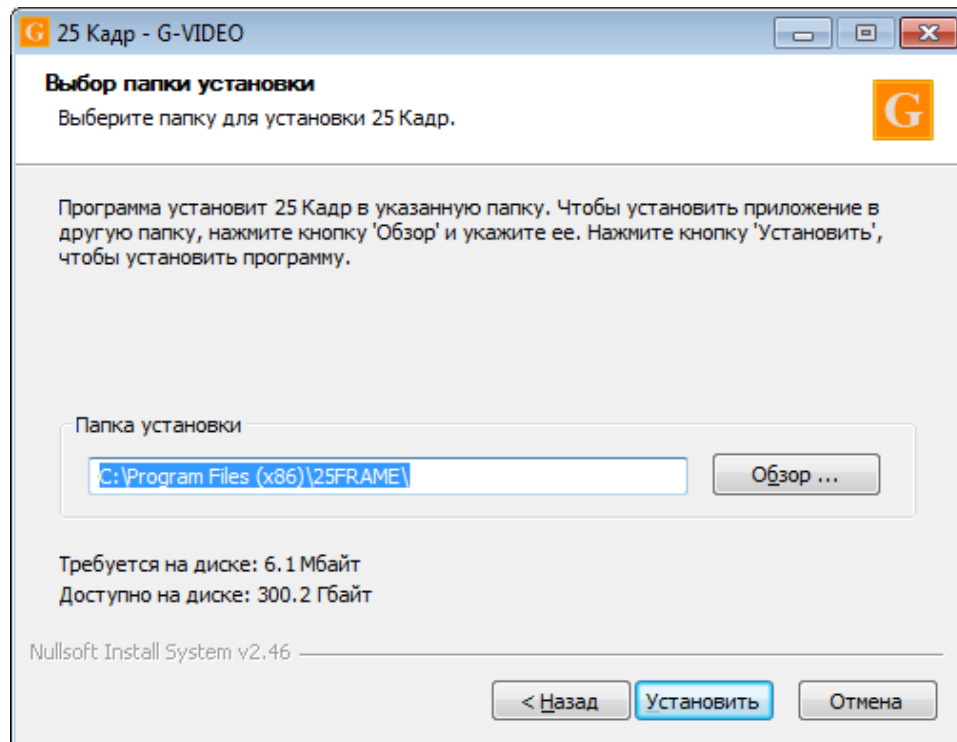 G 25 Кадр - G-VIDEO
Выбор папки установки
Выберите папку для установки 25 Кадр.
G
Программа установит 25 Кадр в указанную папку. Чтобы установить приложение в
другую папку, нажмите кнопку 'Обзор' и укажите ее. Нажмите кнопку 'Установить',
чтобы установить программу.
Папка установки
C:\Program Files (x86)\25FRAME\
Обзор ...
Требуется на диске: 6.1 Мбайт
Доступно на диске: 300.2 Гбайт
Nullsoft Install System v2.46
< Назад Установить Отмена